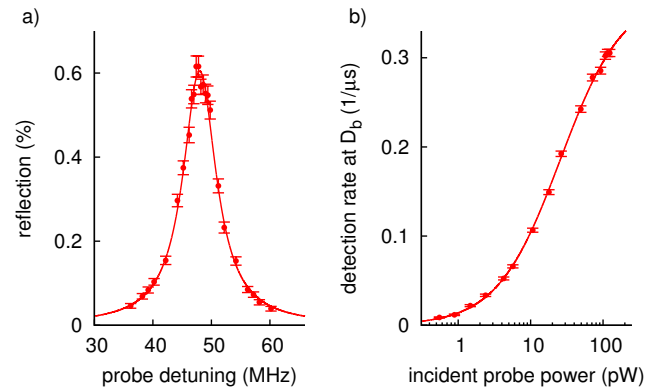 a)
reflection (%)
0.6
0.4
0.2
0
30 40 50 60
probe detuning (MHz)
b)
detection rate at D_b (1/μs)
0.3
0.2
0.1
0.0
1 10 100
incident probe power (pW)